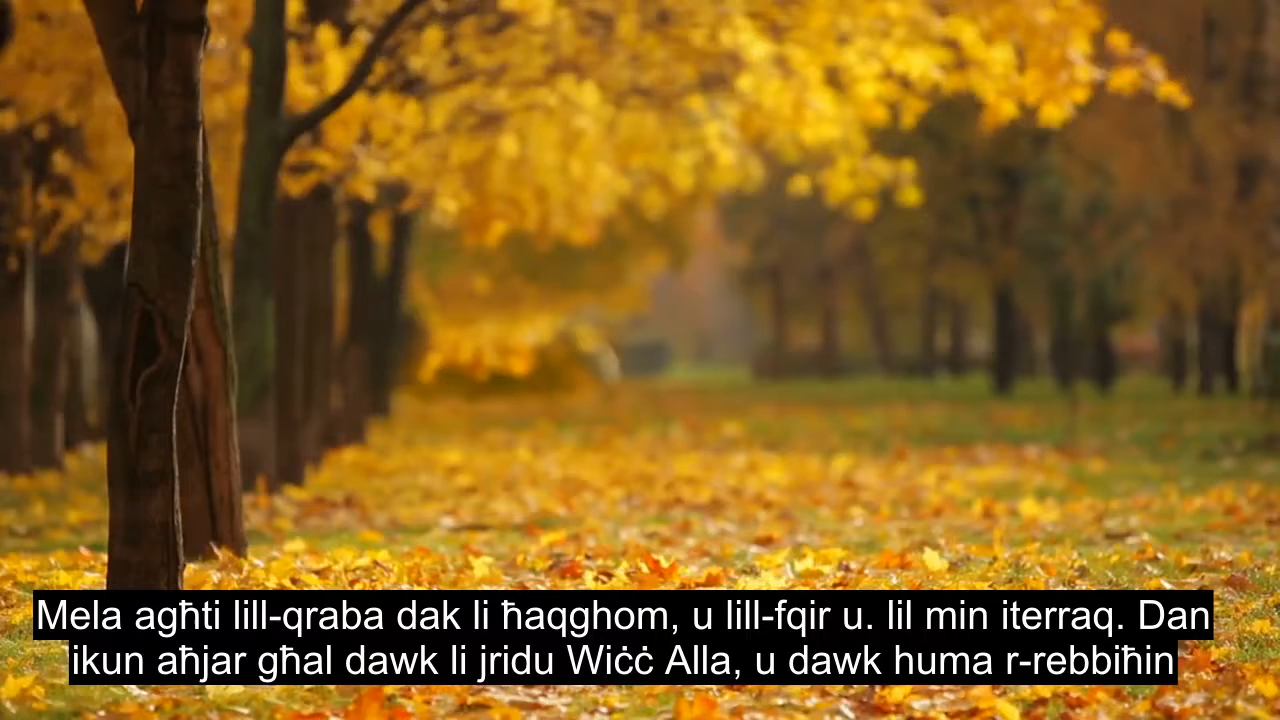 Mela agħti lill-qraba dak li ħaqghom, u lill-fqir u. lil min iterraq. Dan
ikun aħjar għal dawk li jridu Wiċċ Alla, u dawk huma r-rebbiħin